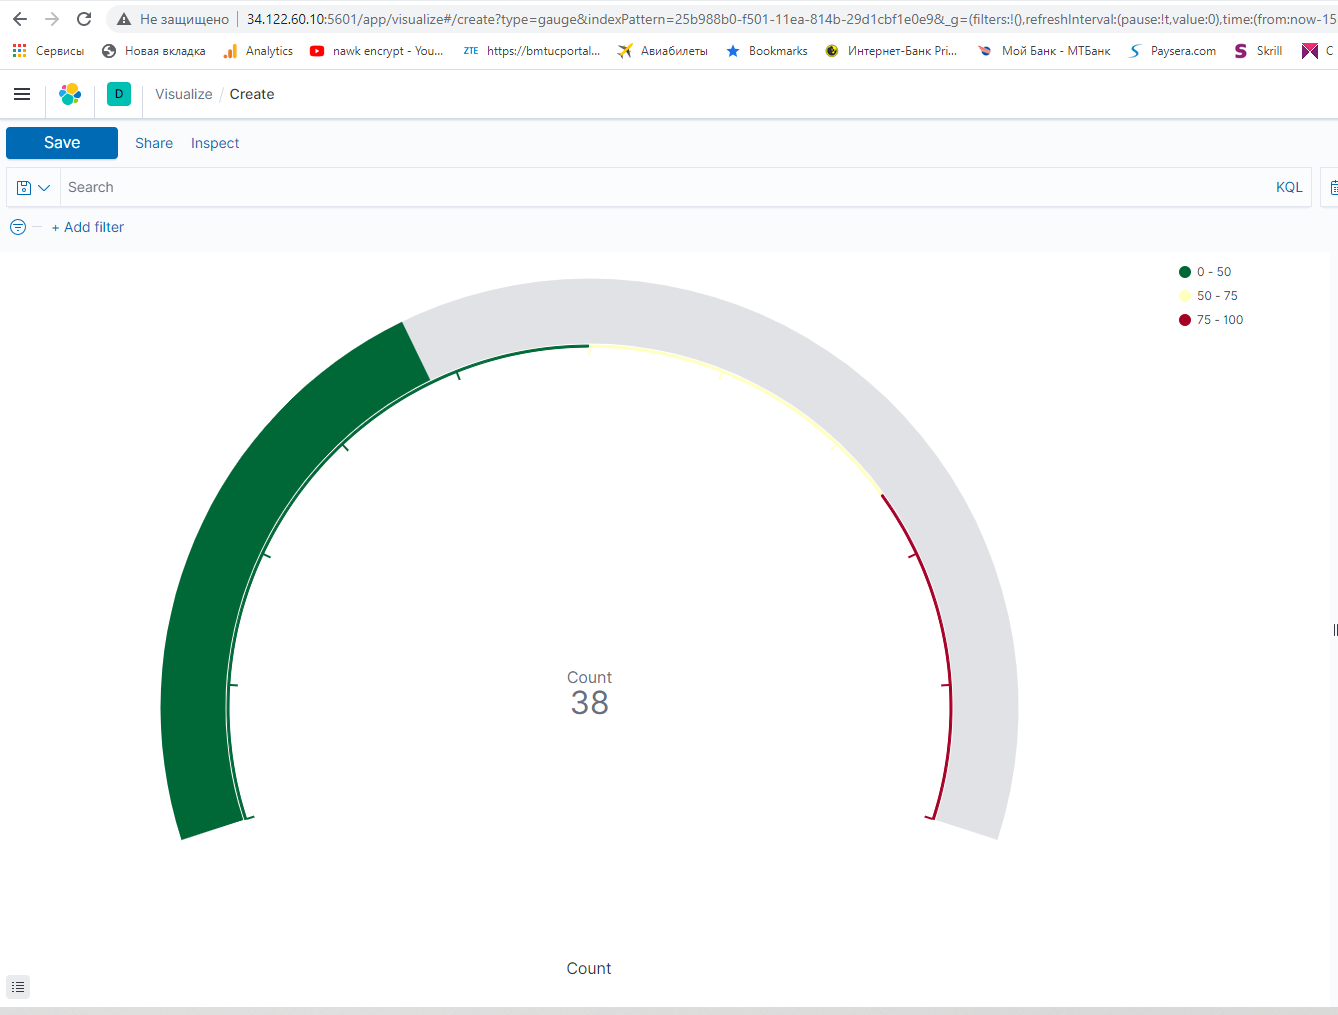 Не защищено 34.122.60.10:5601/app/visualize#/create?type=gauge&indexPattern=25b988b0-f501-11ea-814b-29d1cbf1e0e9&_g=(filters:!(),refreshInterval:(pause:!t,value:0),time:(from:now-15
Сервисы Новая вкладка Analytics nawk encrypt - You... ZTE https://bmtucportal... Авиабилеты Bookmarks Интернет-Банк Pri... Мой Банк - МТБанк Paysera.com S Skrill C
D Visualize / Create
Save Share Inspect
Search KQL
+ Add filter
0 - 50
50 - 75
75 - 100
Count
38
Count